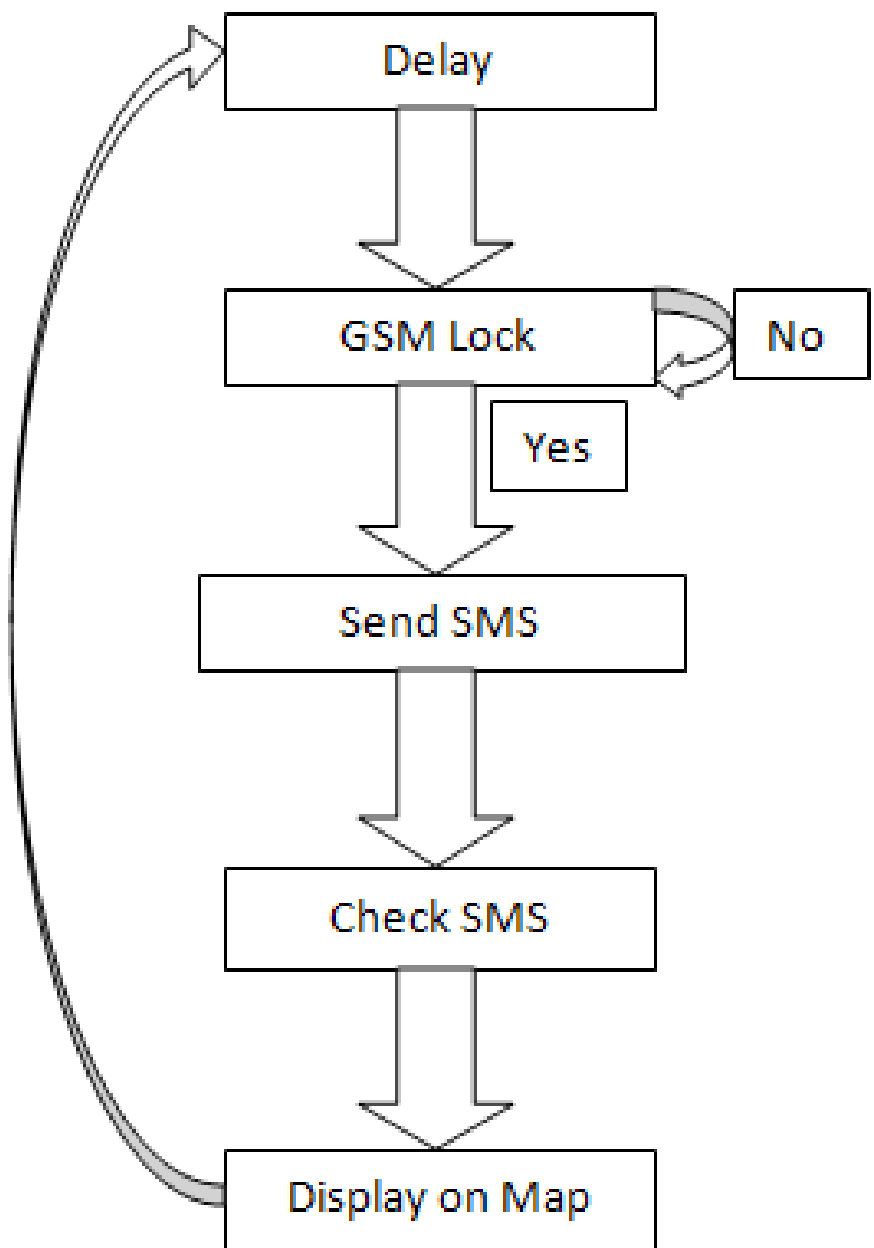 Delay
GSM Lock
No
Yes
Send SMS
Check SMS
Display on Map